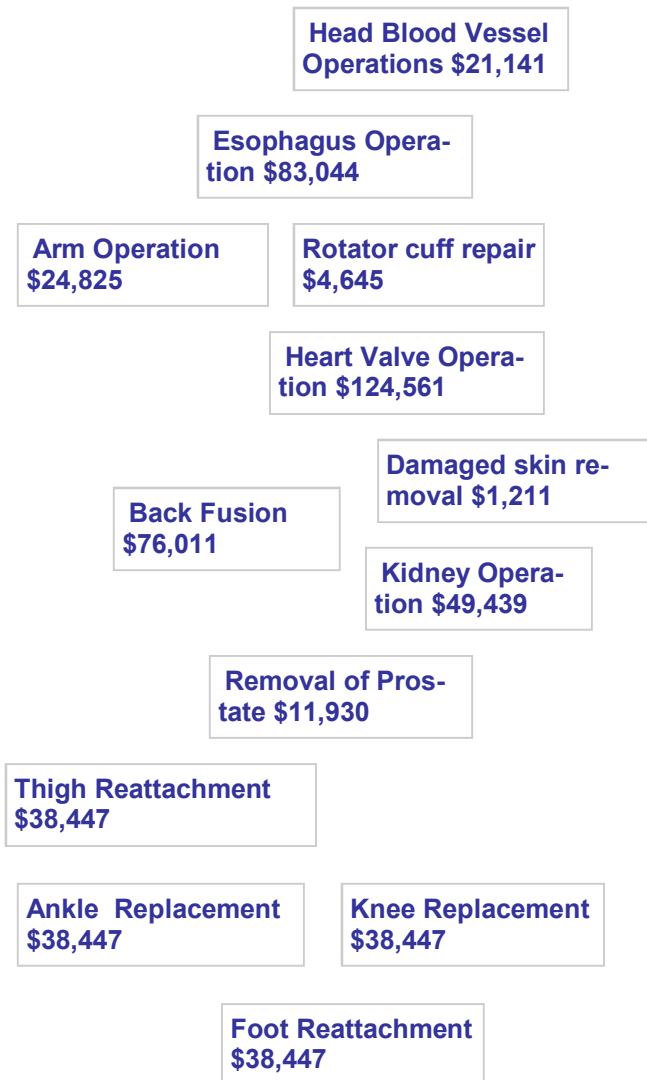 Head Blood Vessel
Operations $21,141
Esophagus Opera-
tion $83,044
Arm Operation
$24,825
Rotator cuff repair
$4,645
Heart Valve Opera-
tion $124,561
Damaged skin re-
moval $1,211
Back Fusion
$76,011
Kidney Opera-
tion $49,439
Removal of Pros-
tate $11,930
Thigh Reattachment
$38,447
Ankle  Replacement
$38,447
Knee Replacement
$38,447
Foot Reattachment
$38,447